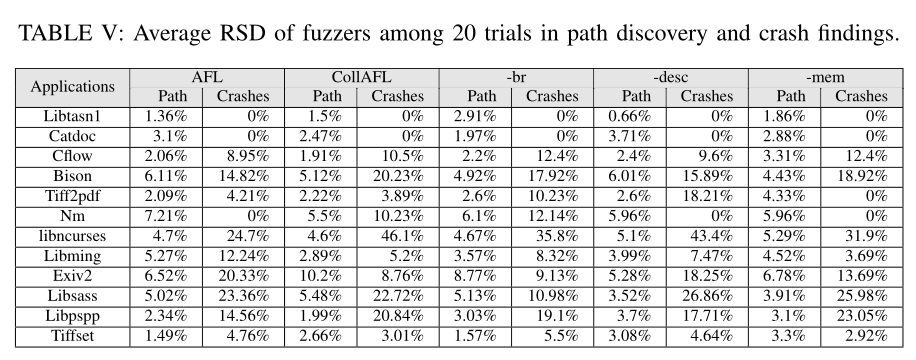 TABLE V: Average RSD of fuzzers among 20 trials in path discovery and crash findings.
Applications AFL CollAFL -br -desc -mem
Path Crashes Path Crashes Path Crashes Path Crashes Path Crashes
Libtasn1 1.36% 0% 1.5% 0% 2.91% 0% 0.66% 0% 1.86% 0%
Catdoc 3.1% 0% 2.47% 0% 1.97% 0% 3.71% 0% 2.88% 0%
Cflow 2.06% 8.95% 1.91% 10.5% 2.2% 12.4% 2.4% 9.6% 3.31% 12.4%
Bison 6.11% 14.82% 5.12% 20.23% 4.92% 17.92% 6.01% 15.89% 4.43% 18.92%
Tiff2pdf 2.09% 4.21% 2.22% 3.89% 2.6% 10.23% 2.6% 18.21% 4.33% 0%
Nm 7.21% 0% 5.5% 10.23% 6.1% 12.14% 5.96% 0% 5.96% 0%
libncurses 4.7% 24.7% 4.6% 46.1% 4.67% 35.8% 5.1% 43.4% 5.29% 31.9%
Libming 5.27% 12.24% 2.89% 5.2% 3.57% 8.32% 3.99% 7.47% 4.52% 3.69%
Exiv2 6.52% 20.33% 10.2% 8.76% 8.77% 9.13% 5.28% 18.25% 6.78% 13.69%
Libsass 5.02% 23.36% 5.48% 22.72% 5.13% 10.98% 3.52% 26.86% 3.91% 25.98%
Libpspp 2.34% 14.56% 1.99% 20.84% 3.03% 19.1% 3.7% 17.71% 3.1% 23.05%
Tiffset 1.49% 4.76% 2.66% 3.01% 1.57% 5.5% 3.08% 4.64% 3.3% 2.92%